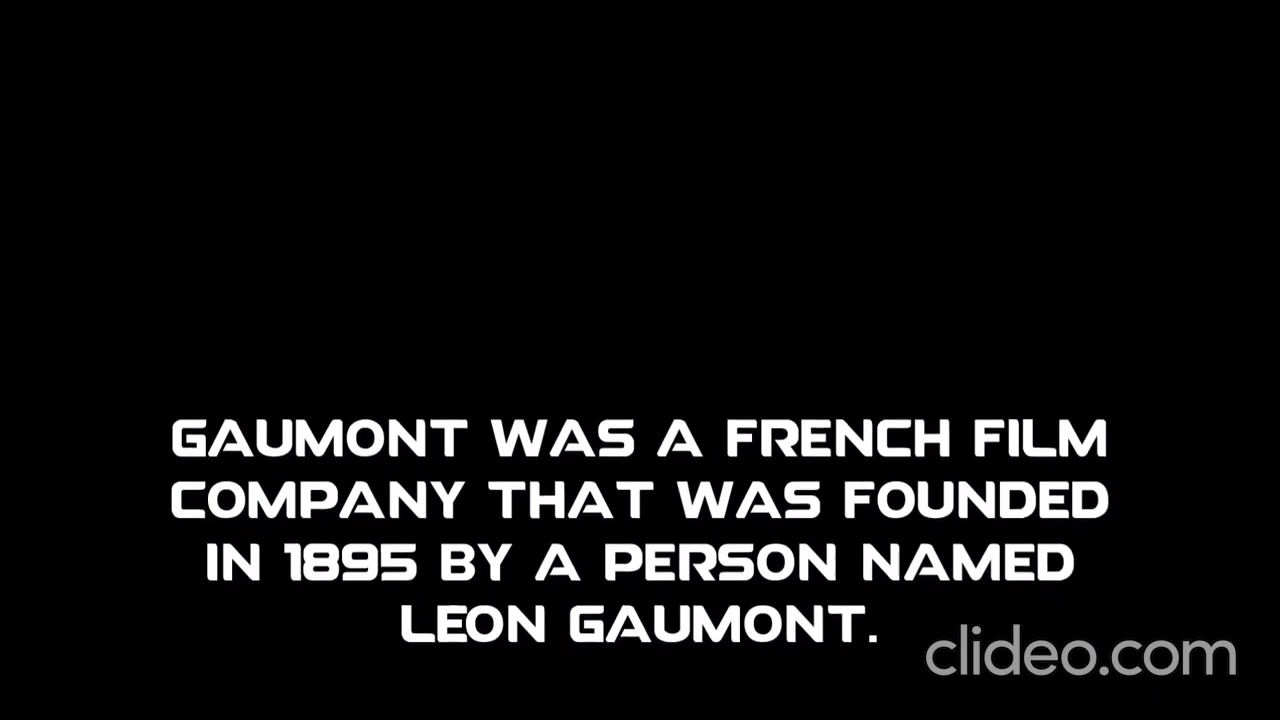 GAUMONT WAS A FRENCH FILM
COMPANY THAT WAS FOUNDED
IN 1895 BY A PERSON NAMED
LEON GAUMONT.
clideo.com